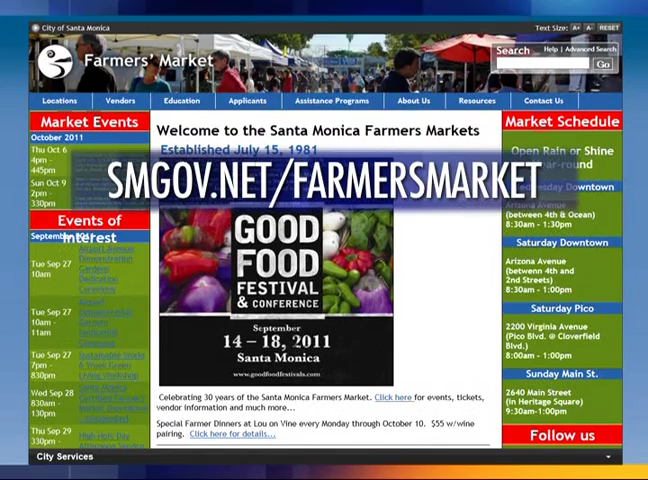 City of Santa Monica
Text Size: A+ A- RESET
Farmers' Market
Search
Help | Advanced Search
Go
Locations Vendors Education Applicants Assistance Programs About Us Resources Contact Us
Market Events
October 2011
Thu Oct 6
4pm -
445pm
Sun Oct 9
2pm -
330pm
Events of
Interest
Tue Sep 27
10am
Tue Sep 27
10am -
11am
Tue Sep 27
7pm -
830pm
Wed Sep 28
830am -
130pm
Thu Sep 29
330pm -
Welcome to the Santa Monica Farmers Markets
Established July 15, 1981
SMGOV.NET/FARMERSMARKET
GOOD
FOOD
FESTIVAL
& CONFERENCE
September
14 – 18, 2011
Santa Monica
www.goodfoodfestivals.com
Celebrating 30 years of the Santa Monica Farmers Market. Click here for events, tickets,
vendor information and much more...
Special Farmer Dinners at Lou on Vine every Monday through October 10. $55 w/wine
pairing. Click here for details...
Market Schedule
Open Rain or Shine
Downtown
Arizona Avenue
(between 4th & Ocean)
8:30am - 1:30pm
Saturday Downtown
Arizona Avenue
(betwenn 4th and
2nd Streets)
8:30am - 1:00pm
Saturday Pico
2200 Virginia Avenue
(Pico Blvd. @ Cloverfield
Blvd.)
8:00am - 1:00pm
Sunday Main St.
2640 Main Street
(in Heritage Square)
9:30am-1:00pm
Follow us
City Services